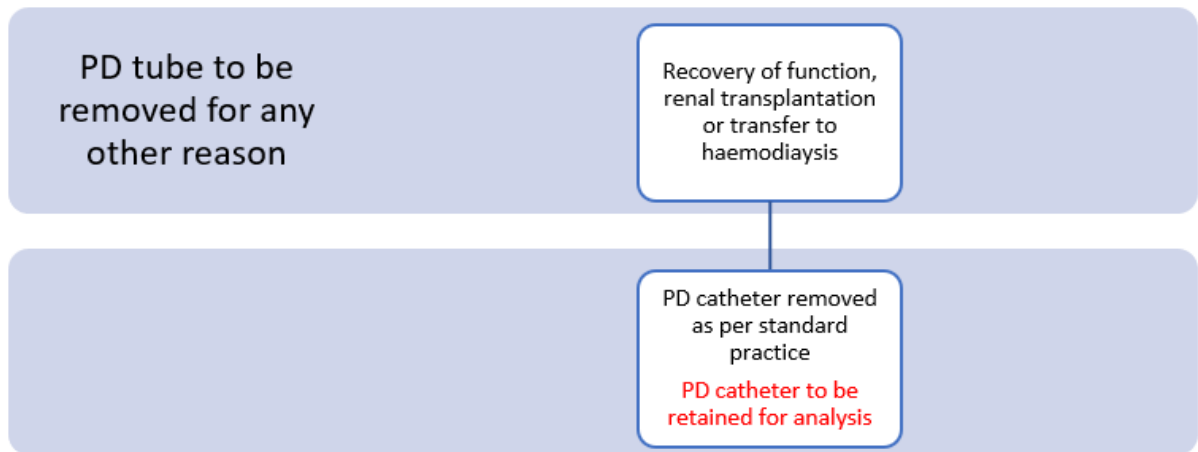 PD tube to be
removed for any
other reason
Recovery of function,
renal transplantation
or transfer to
haemodiaysis
PD catheter removed
as per standard
practice
PD catheter to be
retained for analysis